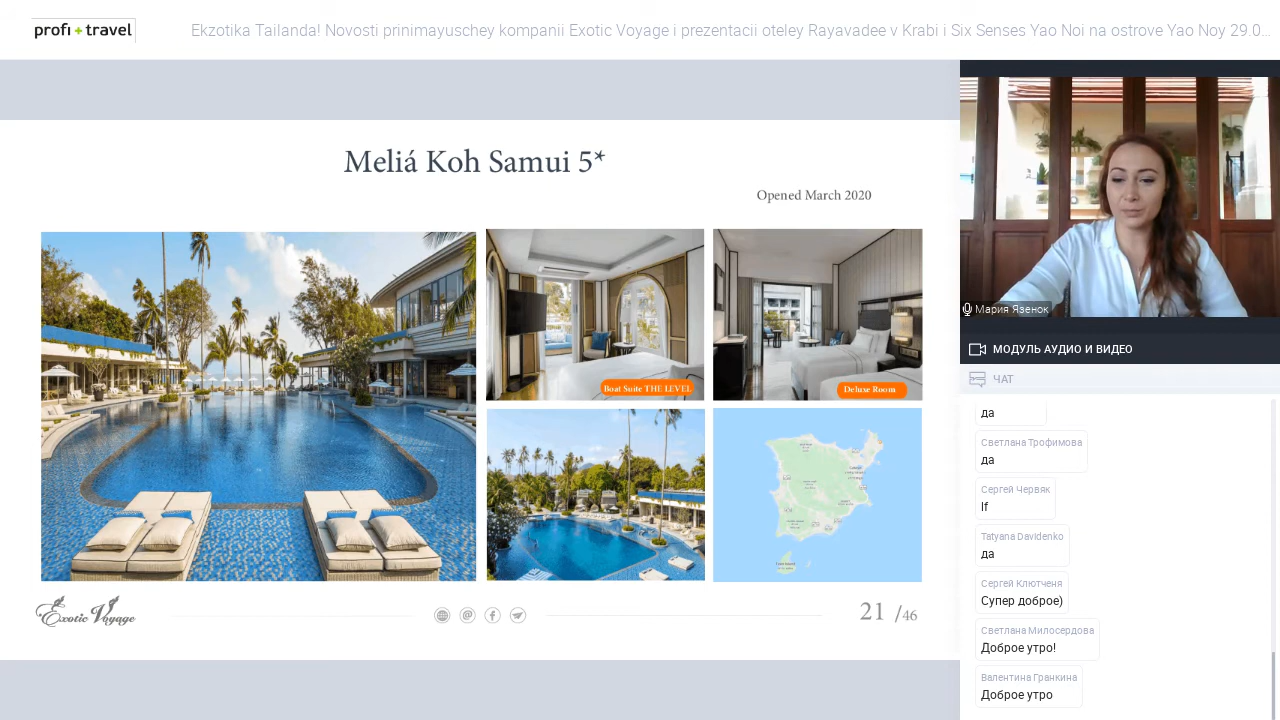 profi + travel
Ekzotika Tailanda! Novosti prinimayuschey kompanii Exotic Voyage i prezentacii oteley Rayavadee v Krabi i Six Senses Yao Noi na ostrove Yao Noy 29.0...
Meliá Koh Samui 5*
Opened March 2020
Boat Suite THE LEVEL
Deluxe Room
Exotic Voyage
21 /46
Мария Язенок
МОДУЛЬ АУДИО И ВИДЕО
ЧАТ
да
Светлана Трофимова
да
Сергей Червяк
lf
Tatyana Davidenko
да
Сергей Клютченя
Супер доброе)
Светлана Милосердова
Доброе утро!
Валентина Гранкина
Доброе утро